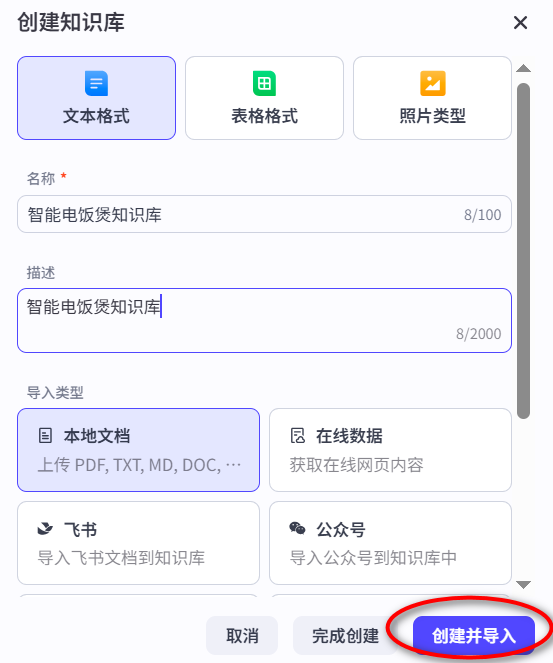 创建知识库
文本格式
表格格式
照片类型
名称 *
智能电饭煲知识库 8/100
描述
智能电饭煲知识库
8/2000
导入类型
本地文档
上传 PDF, TXT, MD, DOC, ···
在线数据
获取在线网页内容
飞书
导入飞书文档到知识库
公众号
导入公众号到知识库中
取消
完成创建
创建并导入